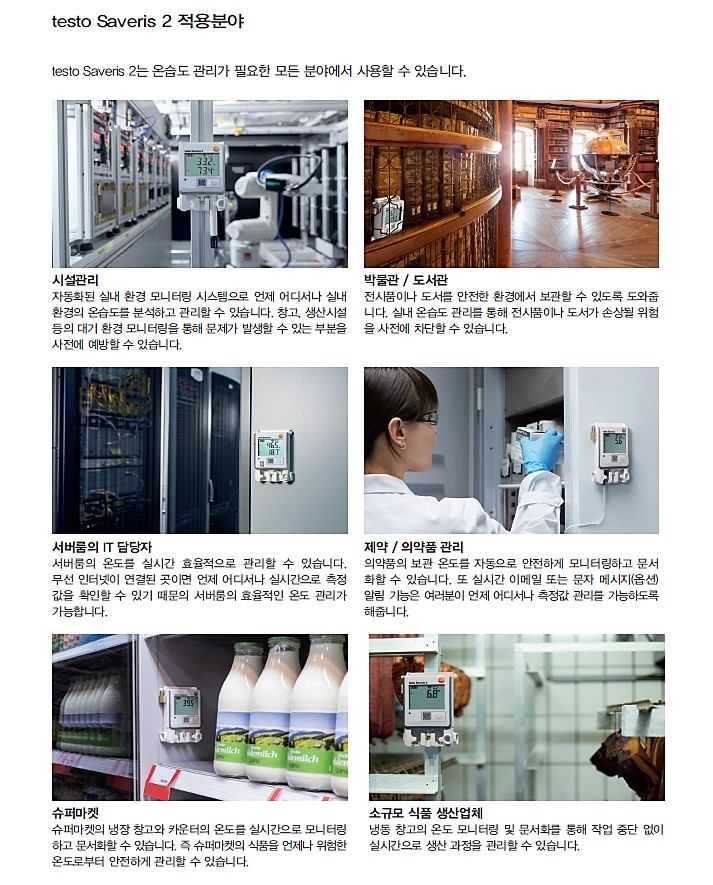 testo Saveris 2 적용분야
testo Saveris 2는 온습도 관리가 필요한 모든 분야에서 사용할 수 있습니다.
33.2
73.4
시설관리
자동화된 실내 환경 모니터링 시스템으로 언제 어디서나 실내
환경의 온습도를 분석하고 관리할 수 있습니다. 창고, 생산시설
등의 대기 환경 모니터링을 통해 문제가 발생할 수 있는 부분을
사전에 예방할 수 있습니다.
박물관 / 도서관
전시품이나 도서를 안전한 환경에서 보관할 수 있도록 도와줍
니다. 실내 온습도 관리를 통해 전시품이나 도서가 손상될 위험
을 사전에 차단할 수 있습니다.
46.5
18.7
서버룸의 IT 담당자
서버룸의 온도를 실시간 효율적으로 관리할 수 있습니다.
무선 인터넷이 연결된 곳이면 언제 어디서나 실시간으로 측정
값을 확인할 수 있기 때문의 서버룸의 효율적인 온도 관리가
가능합니다.
5.6
제약 / 의약품 관리
의약품의 보관 온도를 자동으로 안전하게 모니터링하고 문서
화할 수 있습니다. 또 실시간 이메일 또는 문자 메시지(옵션)
알림 기능은 여러분이 언제 어디서나 측정값 관리를 가능하도록
해줍니다.
39.5
슈퍼마켓
슈퍼마켓의 냉장 창고와 카운터의 온도를 실시간으로 모니터링
하고 문서화할 수 있습니다. 즉 슈퍼마켓의 식품을 언제나 위험한
온도로부터 안전하게 관리할 수 있습니다.
testo Saveris 2
6.8
소규모 식품 생산업체
냉동 창고의 온도 모니터링 및 문서화를 통해 작업 중단 없이
실시간으로 생산 과정을 관리할 수 있습니다.